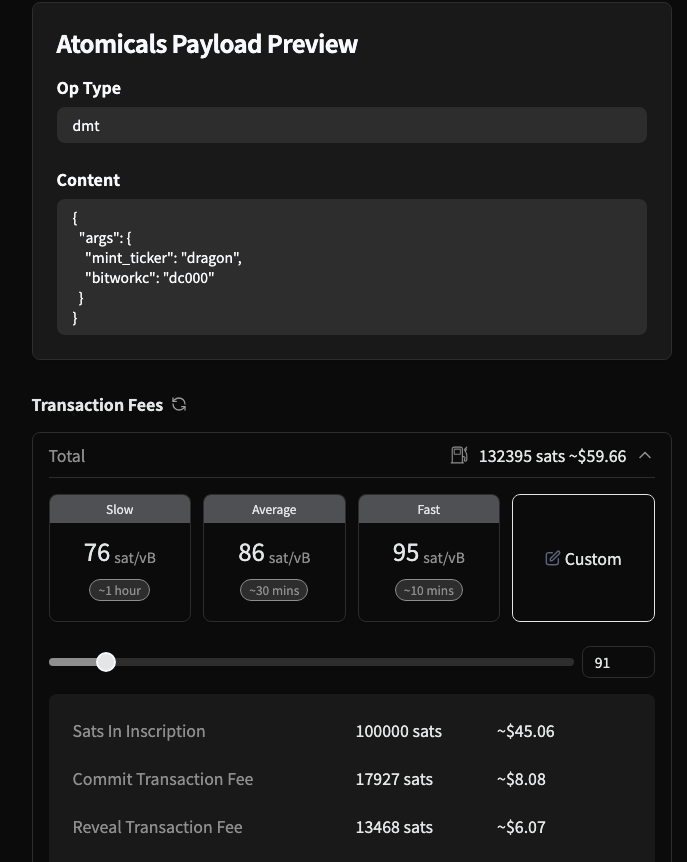 Atomicals Payload Preview
Op Type
dmt
Content
{
"args": {
"mint_ticker": "dragon",
"bitworkc": "dc000"
}
}
Transaction Fees
Total 132395 sats ~$59.66
Slow Average Fast
76 sat/vB 86 sat/vB 95 sat/vB Custom
~1 hour ~30 mins ~10 mins
91
Sats In Inscription 100000 sats ~$45.06
Commit Transaction Fee 17927 sats ~$8.08
Reveal Transaction Fee 13468 sats ~$6.07